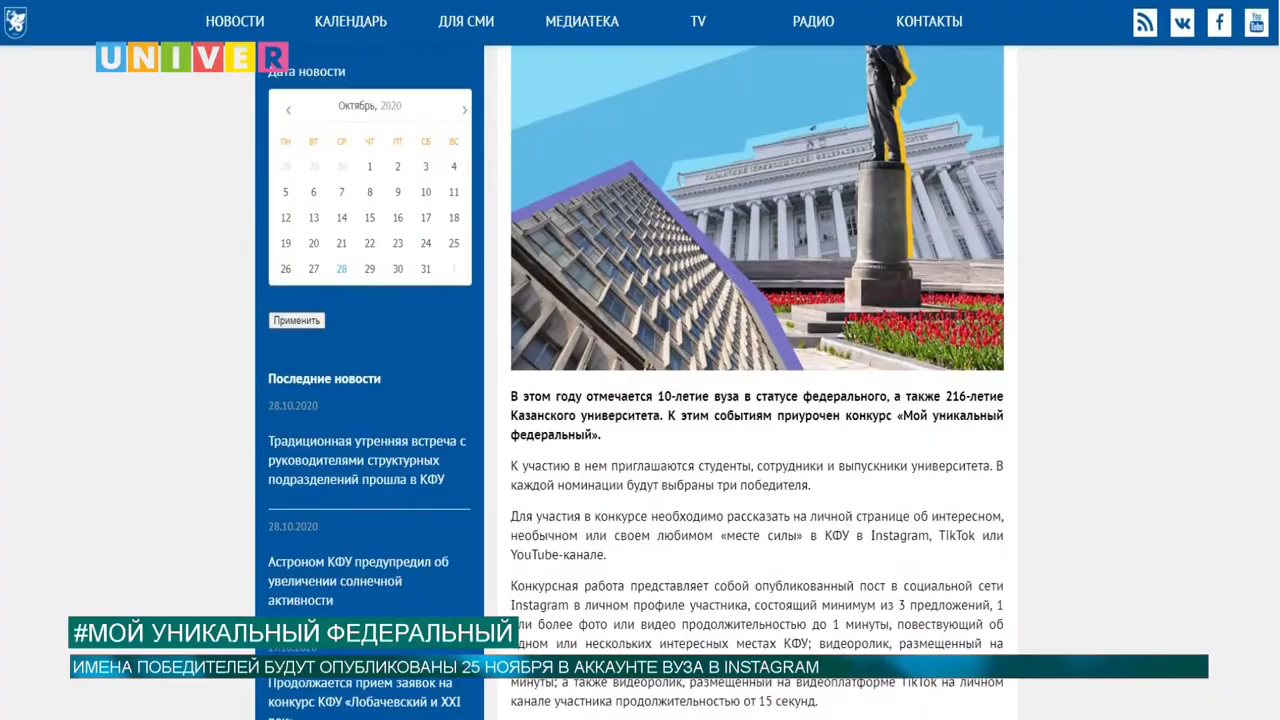 НОВОСТИ КАЛЕНДАРЬ ДЛЯ СМИ МЕДИАТЕКА TV РАДИО КОНТАКТЫ
UNIVER
Дата новости
Октябрь, 2020
ПН ВТ СР ЧТ ПТ СБ ВС
28 29 30 1 2 3 4
5 6 7 8 9 10 11
12 13 14 15 16 17 18
19 20 21 22 23 24 25
26 27 28 29 30 31 1
Применить
Последние новости
28.10.2020
Традиционная утренняя встреча с
руководителями структурных
подразделений прошла в КФУ
28.10.2020
Астроном КФУ предупредил об
увеличении солнечной
активности
Продолжается прием заявок на
конкурс КФУ «Лобачевский и XXI
В этом году отмечается 10-летие вуза в статусе федерального, а также 216-летие
Казанского университета. К этим событиям приурочен конкурс «Мой уникальный
федеральный».
К участию в нем приглашаются студенты, сотрудники и выпускники университета. В
каждой номинации будут выбраны три победителя.
Для участия в конкурсе необходимо рассказать на личной странице об интересном,
необычном или своем любимом «месте силы» в КФУ в Instagram, TikTok или
YouTube-канале.
Конкурсная работа представляет собой опубликованный пост в социальной сети
Instagram в личном профиле участника, состоящий минимум из 3 предложений, 1
или более фото или видео продолжительностью до 1 минуты, повествующий об
одном или нескольких интересных местах КФУ; видеоролик, размещенный на
минуты; а также видеоролик, размещенный на видеоплатформе TikTok на личном
канале участника продолжительностью от 15 секунд.
#МОЙ УНИКАЛЬНЫЙ ФЕДЕРАЛЬНЫЙ
ИМЕНА ПОБЕДИТЕЛЕЙ БУДУТ ОПУБЛИКОВАНЫ 25 НОЯБРЯ В АККАУНТЕ ВУЗА В INSTAGRAM